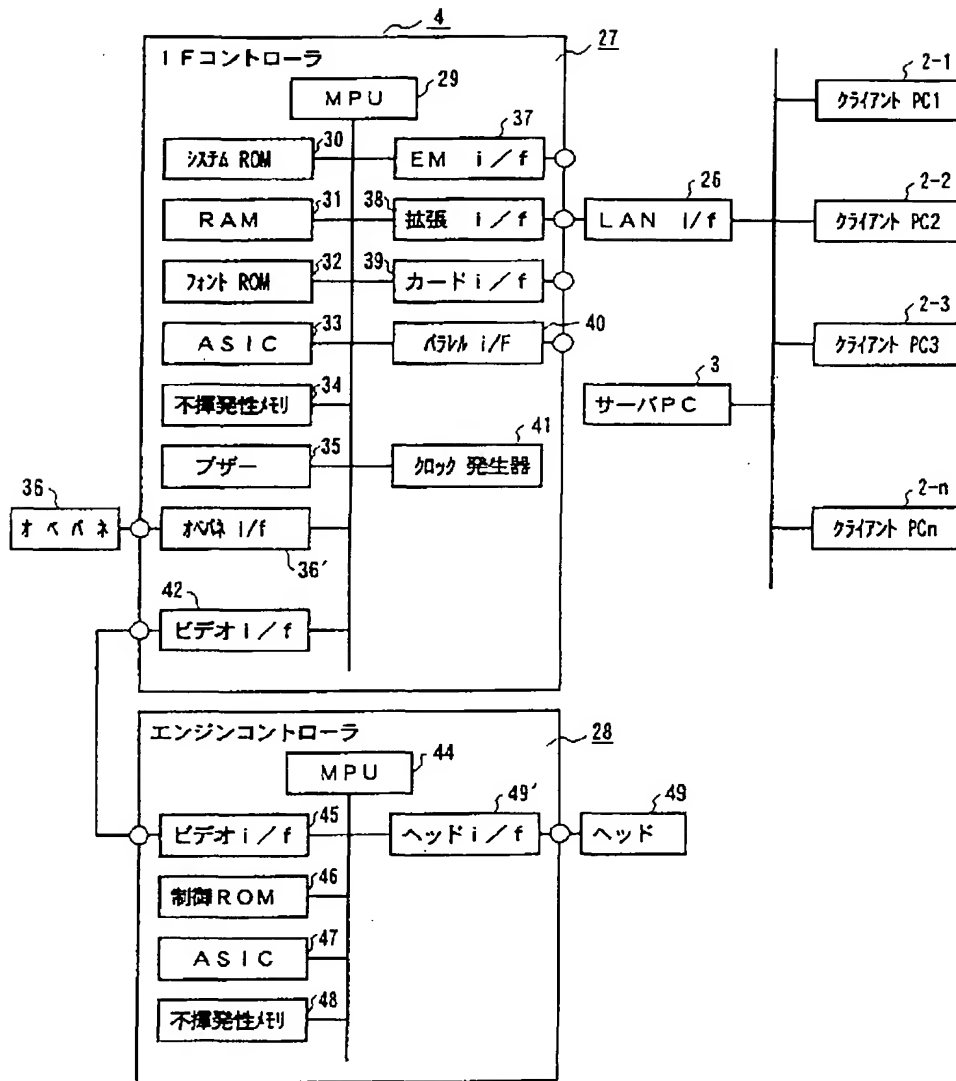 4
IFコントローラ
27
MPU
29
システム ROM
30
EM i/f
37
RAM
31
拡張 i/f
38
フォント ROM
32
カード i/f
39
ASIC
33
パラレル i/F
40
不揮発性メモリ
34
ブザー
35
クロック 発生器
41
オペパネ
36
オペパネ i/f
36'
ビデオ i/f
42
LAN i/f
26
クライアント PC1
2-1
クライアント PC2
2-2
クライアント PC3
2-3
サーバPC
3
クライアント PCn
2-n
エンジンコントローラ
28
MPU
44
ビデオ i/f
45
ヘッド i/f
49'
ヘッド
49
制御ROM
46
ASIC
47
不揮発性メモリ
48